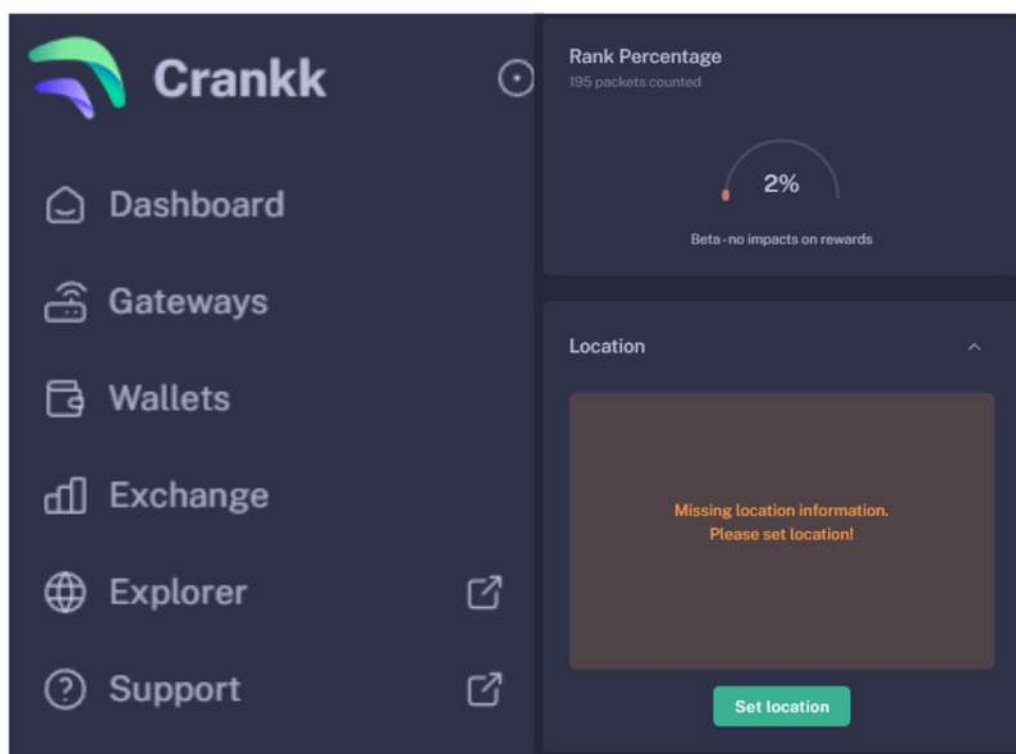 Crankk
Dashboard
Gateways
Wallets
Exchange
Explorer
Support
Rank Percentage
195 packets counted
2%
Beta - no impacts on rewards
Location
Missing location information.
Please set location!
Set location